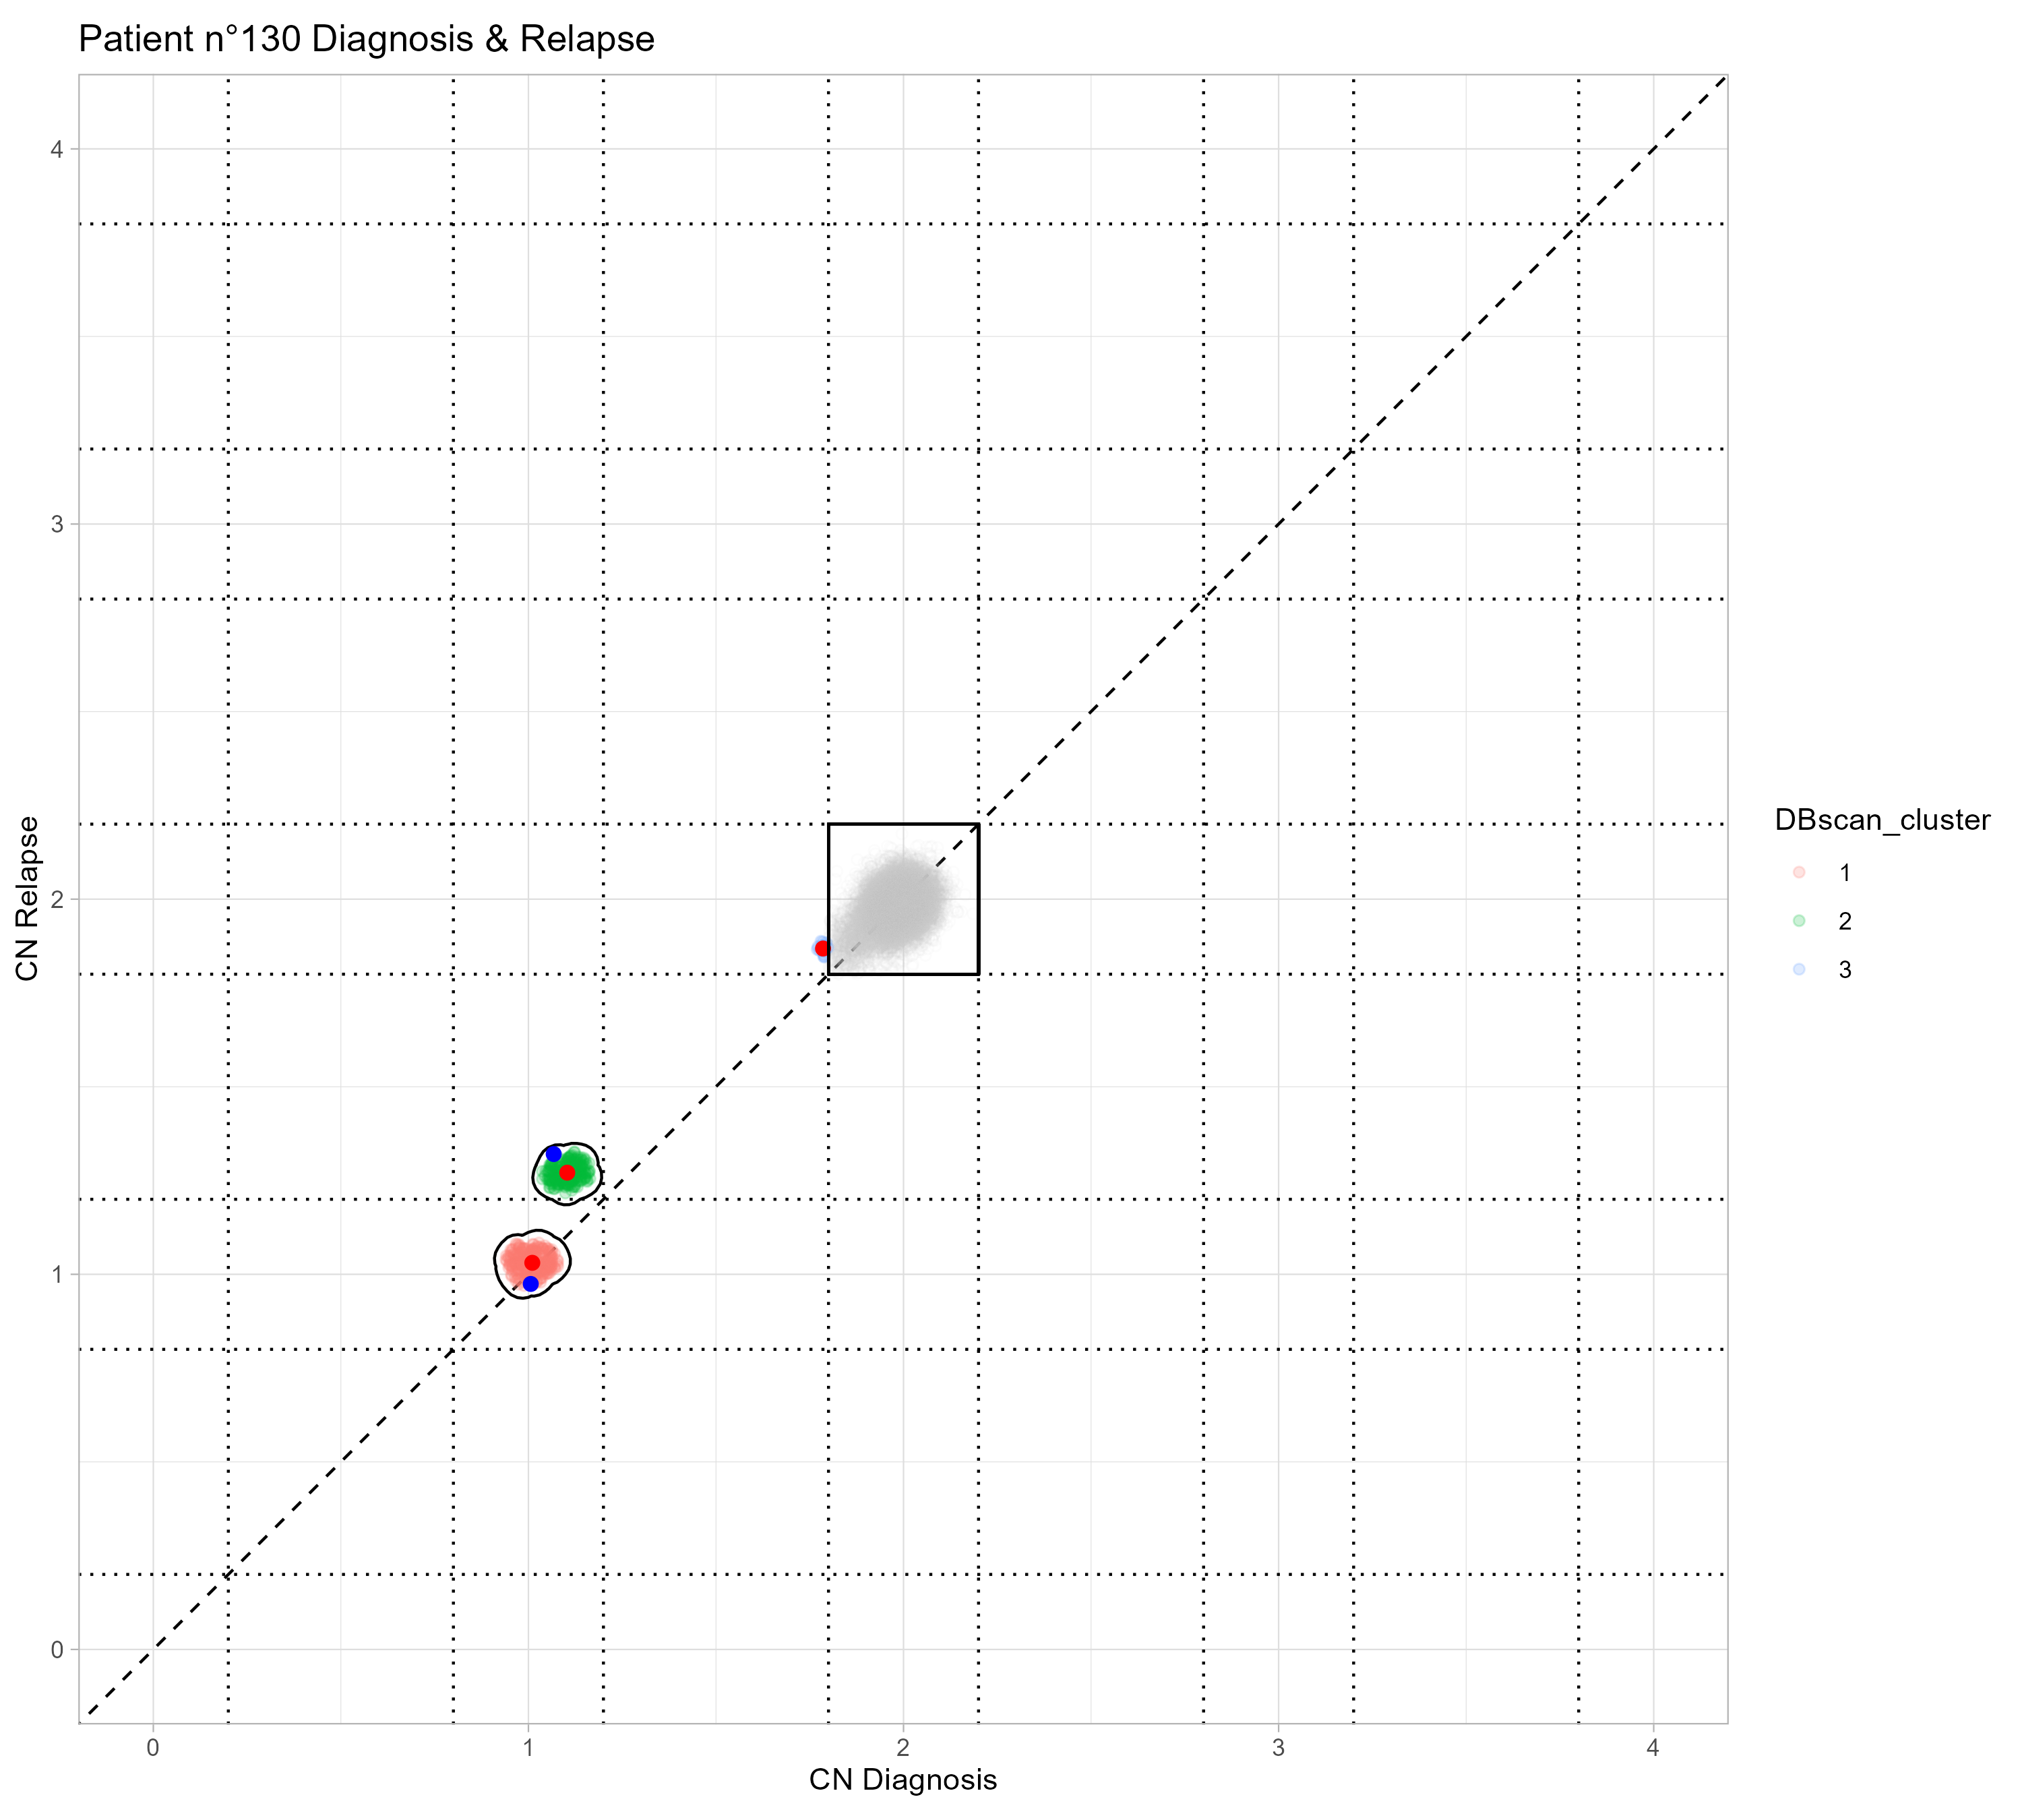 Patient n°130 Diagnosis & Relapse
4
3
2
1
0
CN Relapse
0 1 2 3 4
CN Diagnosis
DBscan_cluster
1
2
3